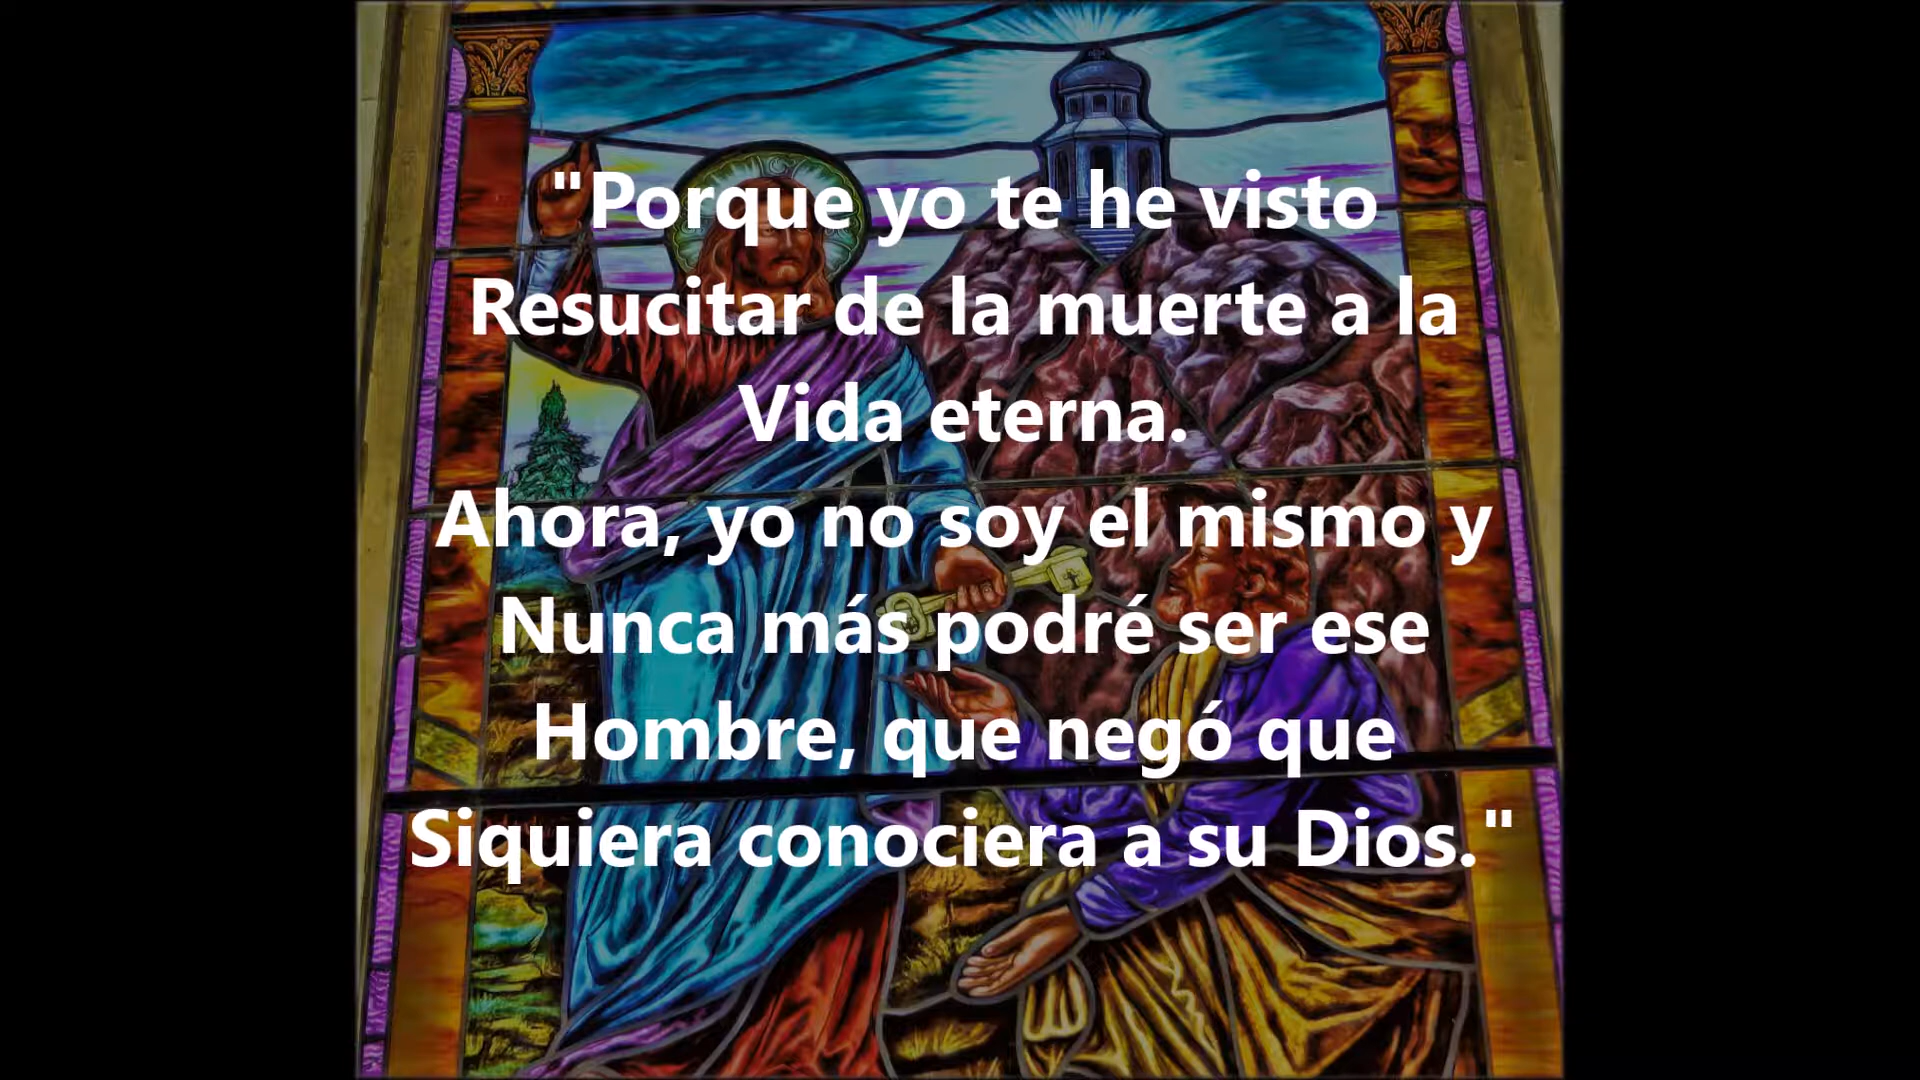 "Porque yo te he visto
Resucitar de la muerte a la
Vida eterna.
Ahora, yo no soy el mismo y
Nunca más podré ser ese
Hombre, que negó que
Siquiera conociera a su Dios."